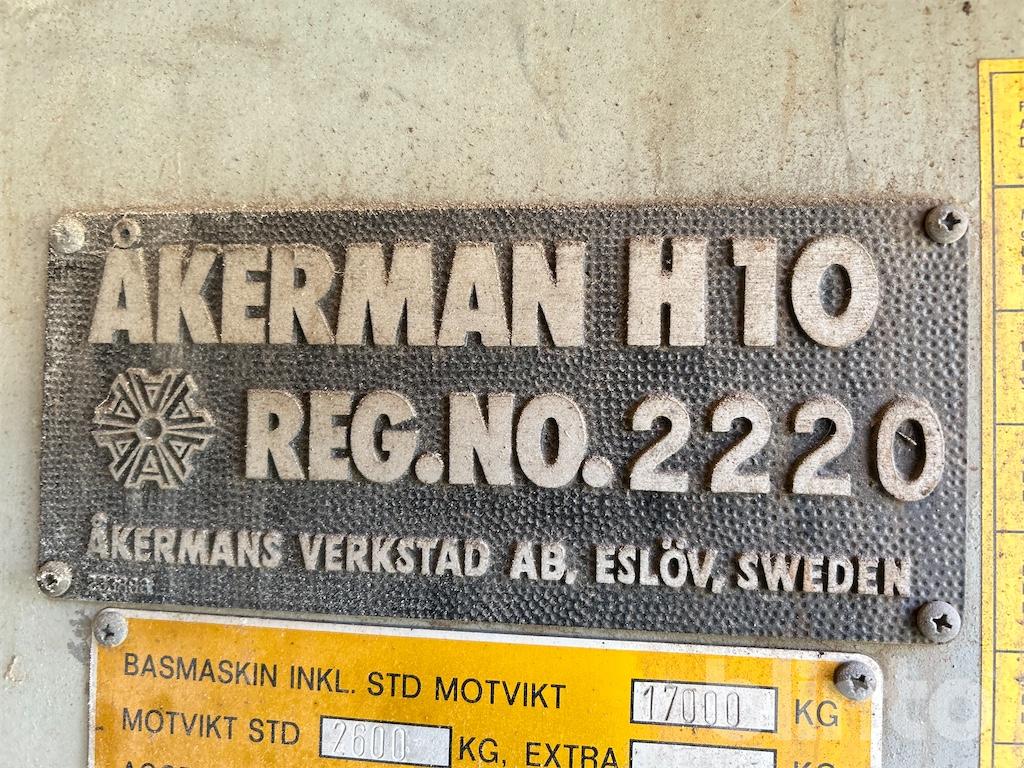 ÅKERMAN H10
REG.NO. 2220
ÅKERMANS VERKSTAD AB, ESLÖV, SWEDEN
BASMASKIN INKL. STD MOTVIKT 17000 KG
MOTVIKT STD 2600 KG, EXTRA